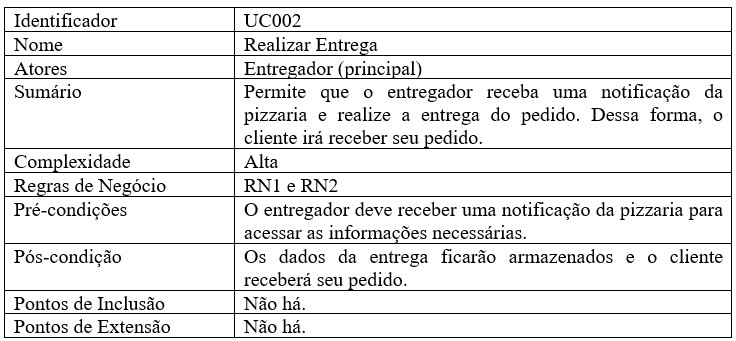 Identificador UC002
Nome Realizar Entrega
Atores Entregador (principal)
Sumário Permite que o entregador receba uma notificação da
pizzaria e realize a entrega do pedido. Dessa forma, o
cliente irá receber seu pedido.
Complexidade Alta
Regras de Negócio RN1 e RN2
Pré-condições O entregador deve receber uma notificação da pizzaria para
acessar as informações necessárias.
Pós-condição Os dados da entrega ficarão armazenados e o cliente
receberá seu pedido.
Pontos de Inclusão Não há.
Pontos de Extensão Não há.